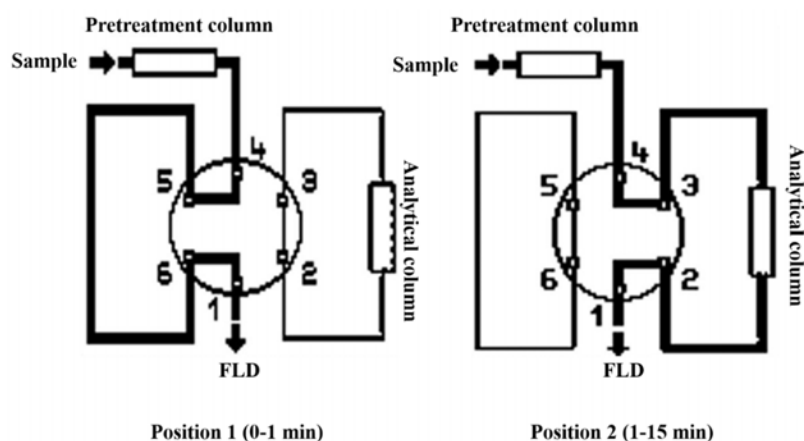 Pretreatment column
Sample
4
5
3
6
2
1
Analytical column
FLD
Position 1 (0-1 min)
Pretreatment column
Sample
4
5
3
6
2
1
Analytical column
FLD
Position 2 (1-15 min)